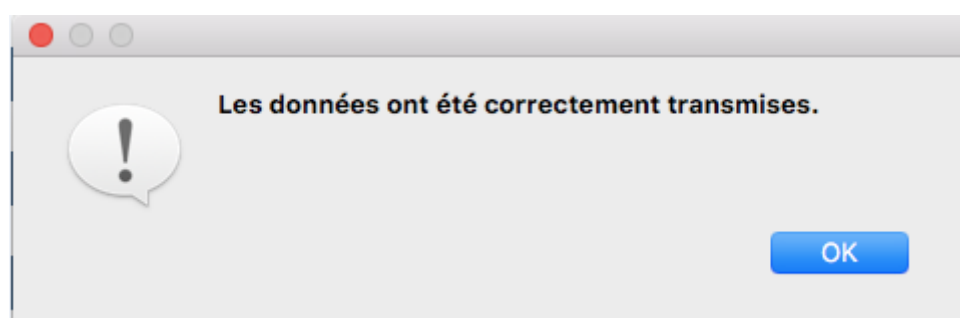 Les données ont été correctement transmises.
OK